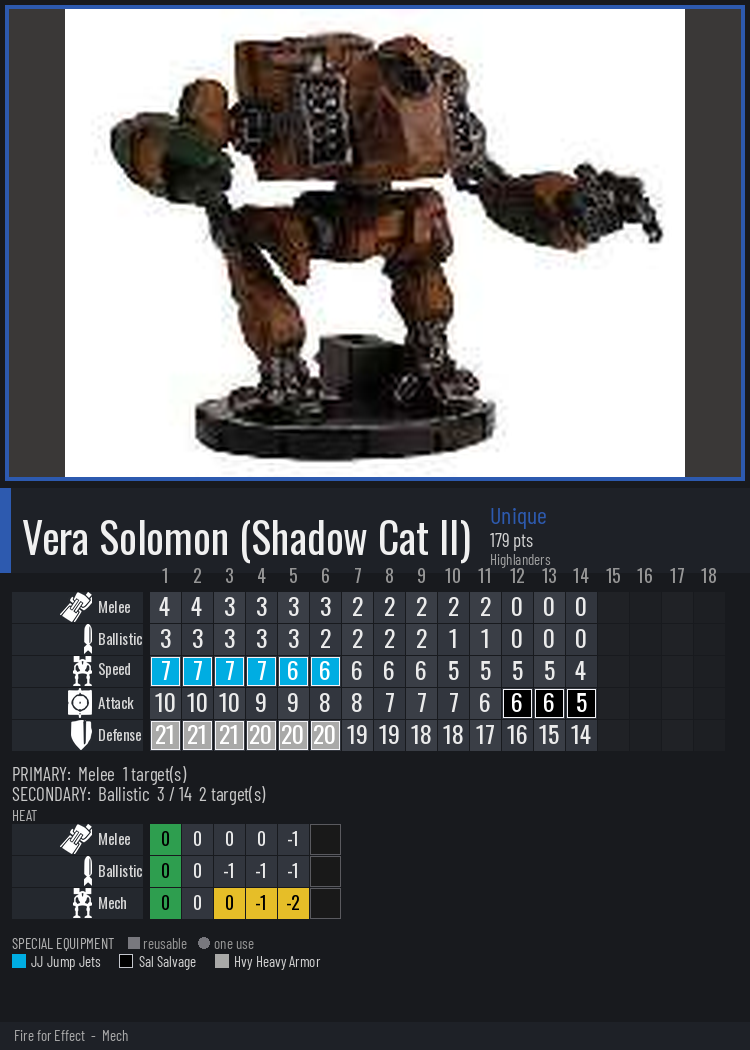 Vera Solomon (Shadow Cat II)
Unique
179 pts
Highlanders
1 2 3 4 5 6 7 8 9 10 11 12 13 14 15 16 17 18
Melee 4 4 3 3 3 3 2 2 2 2 2 0 0 0
Ballistic 3 3 3 3 3 2 2 2 2 1 1 0 0 0
Speed 7 7 7 7 6 6 6 6 6 5 5 5 5 4
Attack 10 10 10 9 9 8 8 7 7 7 6 6 6 5
Defense 21 21 21 20 20 20 19 19 18 18 17 16 15 14
PRIMARY: Melee 1 target(s)
SECONDARY: Ballistic 3 / 14 2 target(s)
HEAT
Melee 0 0 0 0 -1
Ballistic 0 0 -1 -1 -1
Mech 0 0 0 -1 -2
SPECIAL EQUIPMENT reusable one use
JJ Jump Jets Sal Salvage Hvy Heavy Armor
Fire for Effect - Mech